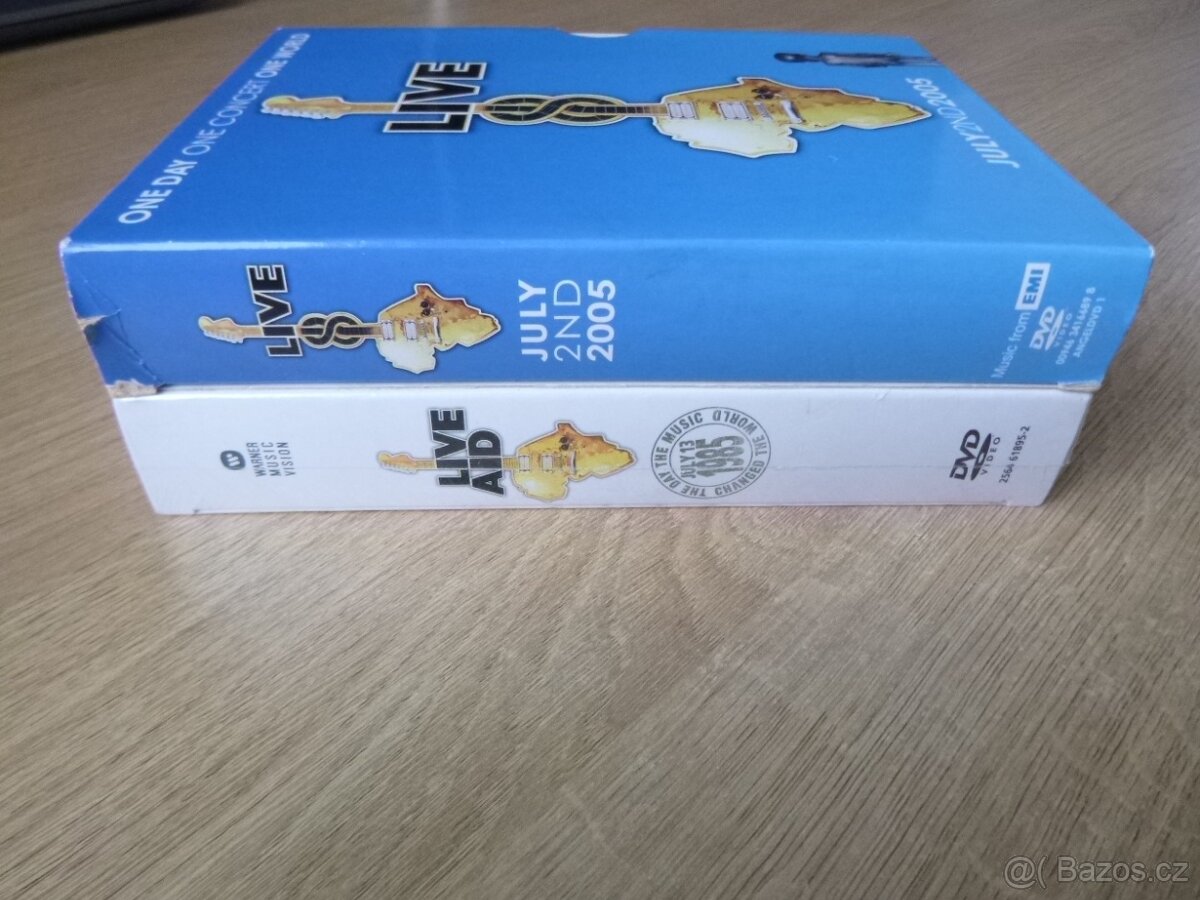 ONE DAY ONE CONCERT ONE WORLD
LIVE 8
JULY 2ND 2005
LIVE 8
JULY
2ND
2005
Music from EMI
DVD
VIDEO
ANGELDVD 1
W
WARNER
MUSIC
VISION
LIVE
AID
THE DAY THE MUSIC CHANGED THE WORLD
JULY 13
1985
DVD
VIDEO
2564 61895-2
@( Bazos.cz